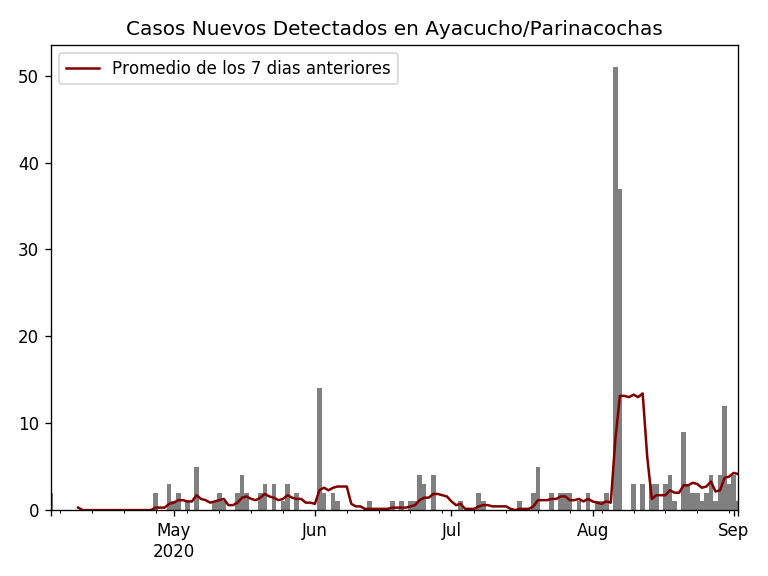 Casos Nuevos Detectados en Ayacucho/Parinacochas
Promedio de los 7 dias anteriores
50
40
30
20
10
0
May Jun Jul Aug Sep
2020